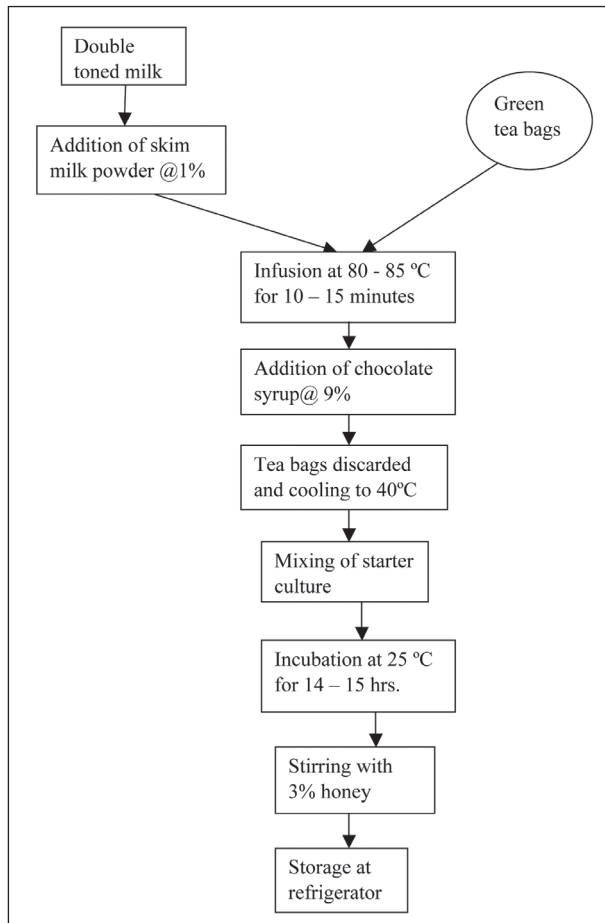 Double
toned milk
Green
tea bags
Addition of skim
milk powder @1%
Infusion at 80 - 85 ºC
for 10 – 15 minutes
Addition of chocolate
syrup@ 9%
Tea bags discarded
and cooling to 40ºC
Mixing of starter
culture
Incubation at 25 ºC
for 14 – 15 hrs.
Stirring with
3% honey
Storage at
refrigerator